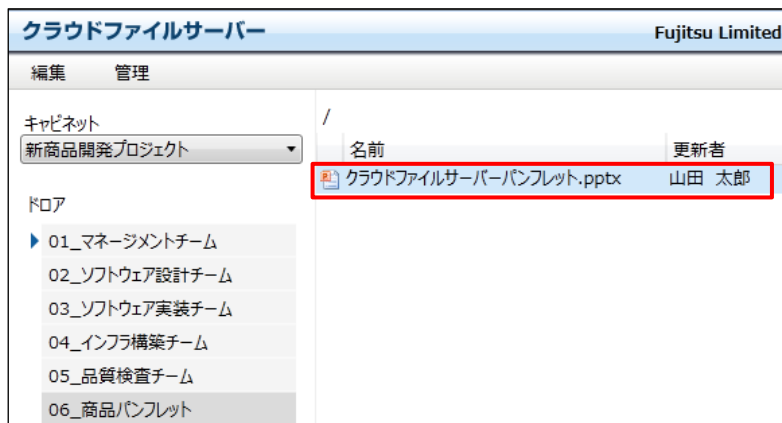 クラウドファイルサーバー Fujitsu Limited
編集 管理
キャビネット
新商品開発プロジェクト
ドロア
01_マネージメントチーム
02_ソフトウェア設計チーム
03_ソフトウェア実装チーム
04_インフラ構築チーム
05_品質検査チーム
06_商品パンフレット
/
名前 更新者
クラウドファイルサーバーパンフレット.pptx 山田 太郎